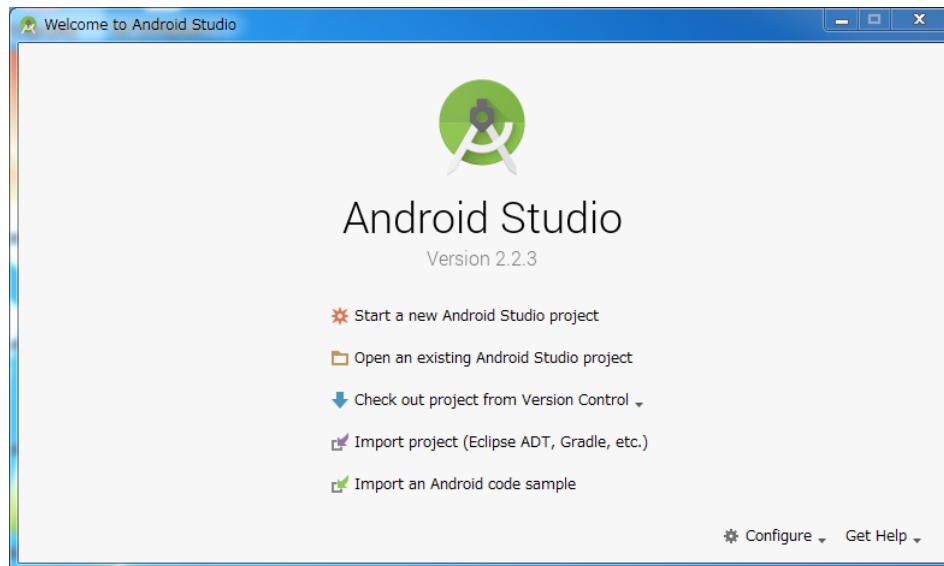 Welcome to Android Studio
Android Studio
Version 2.2.3
Start a new Android Studio project
Open an existing Android Studio project
Check out project from Version Control
Import project (Eclipse ADT, Gradle, etc.)
Import an Android code sample
Configure Get Help